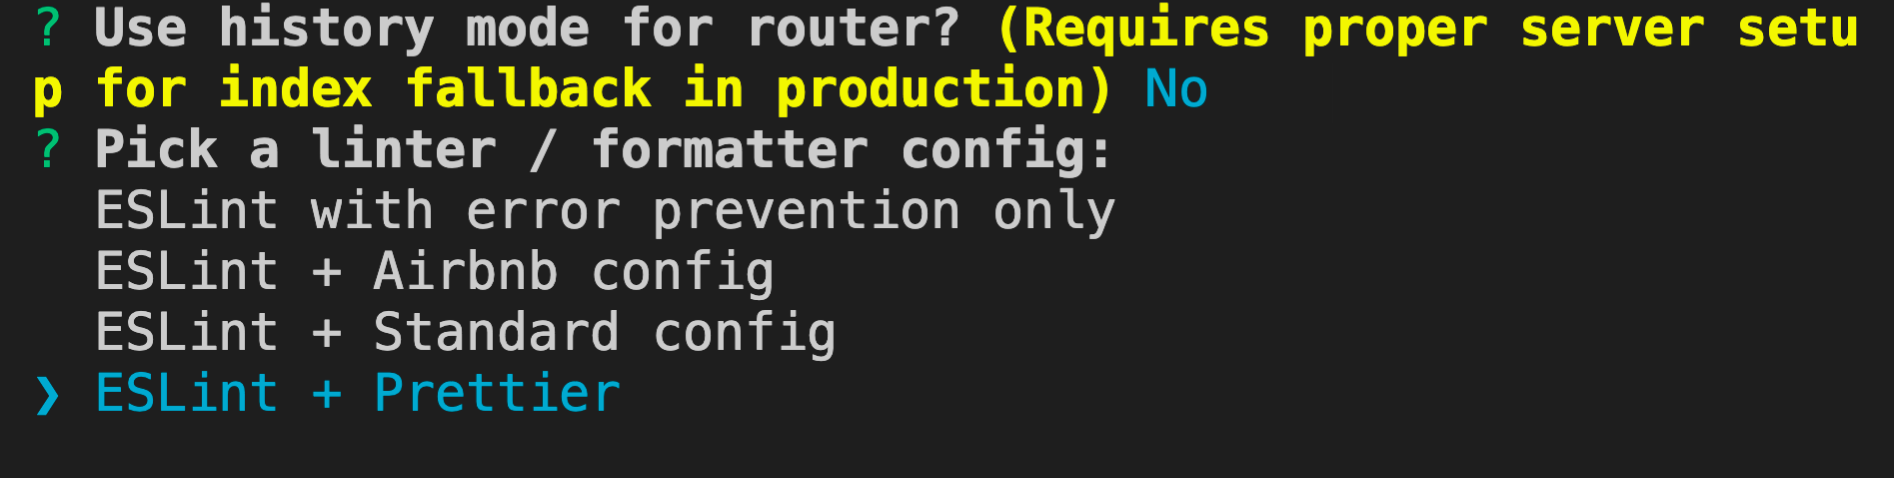 ? Use history mode for router? (Requires proper server setu
p for index fallback in production) No
? Pick a linter / formatter config:
ESLint with error prevention only
ESLint + Airbnb config
ESLint + Standard config
❯ ESLint + Prettier